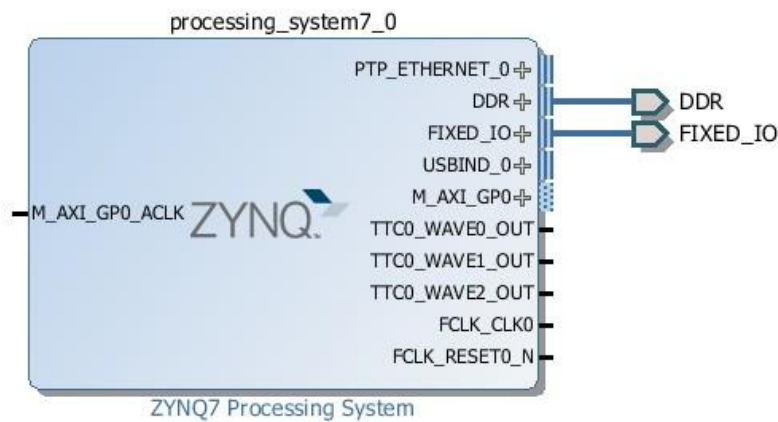 processing_system7_0
PTP_ETHERNET_0
DDR
DDR
FIXED_IO
FIXED_IO
USBIND_0
M_AXI_GP0
M_AXI_GP0_ACLK
ZYNQ
TTC0_WAVE0_OUT
TTC0_WAVE1_OUT
TTC0_WAVE2_OUT
FCLK_CLK0
FCLK_RESET0_N
ZYNQ7 Processing System